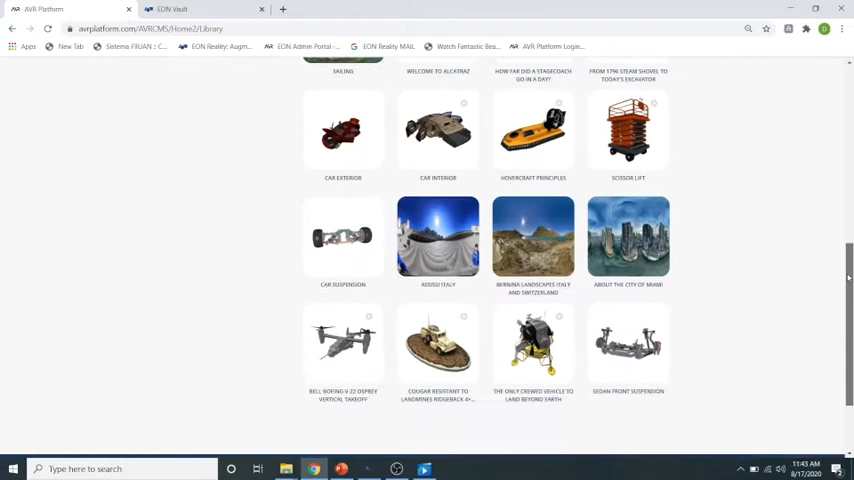 AVR Platform
EON Vault
avrplatform.com/AVRCMS/Home2/Library
D
Apps
New Tab
Sistema FIRJAN :: C...
EON Reality: Augm...
EON Admin Portal -...
EON Reality MAIL
Watch Fantastic Bea...
AVR Platform Login...
SAILING
WELCOME TO ALCATRAZ
HOW FAR DID A STAGECOACH
GO IN A DAY?
FROM 1796 STEAM SHOVEL TO
TODAY'S EXCAVATOR
CAR EXTERIOR
CAR INTERIOR
HOVERCRAFT PRINCIPLES
SCISSOR LIFT
CAR SUSPENSION
ASSISSI ITALY
BERNINA LANDSCAPES ITALY
AND SWITZERLAND
ABOUT THE CITY OF MIAMI
BELL BOEING V-22 OSPREY
VERTICAL TAKEOFF
COUGAR RESISTANT TO
LANDMINES RIDGEBACK 4×...
THE ONLY CREWED VEHICLE TO
LAND BEYOND EARTH
SEDAN FRONT SUSPENSION
Type here to search
11:43 AM
8/17/2020
2